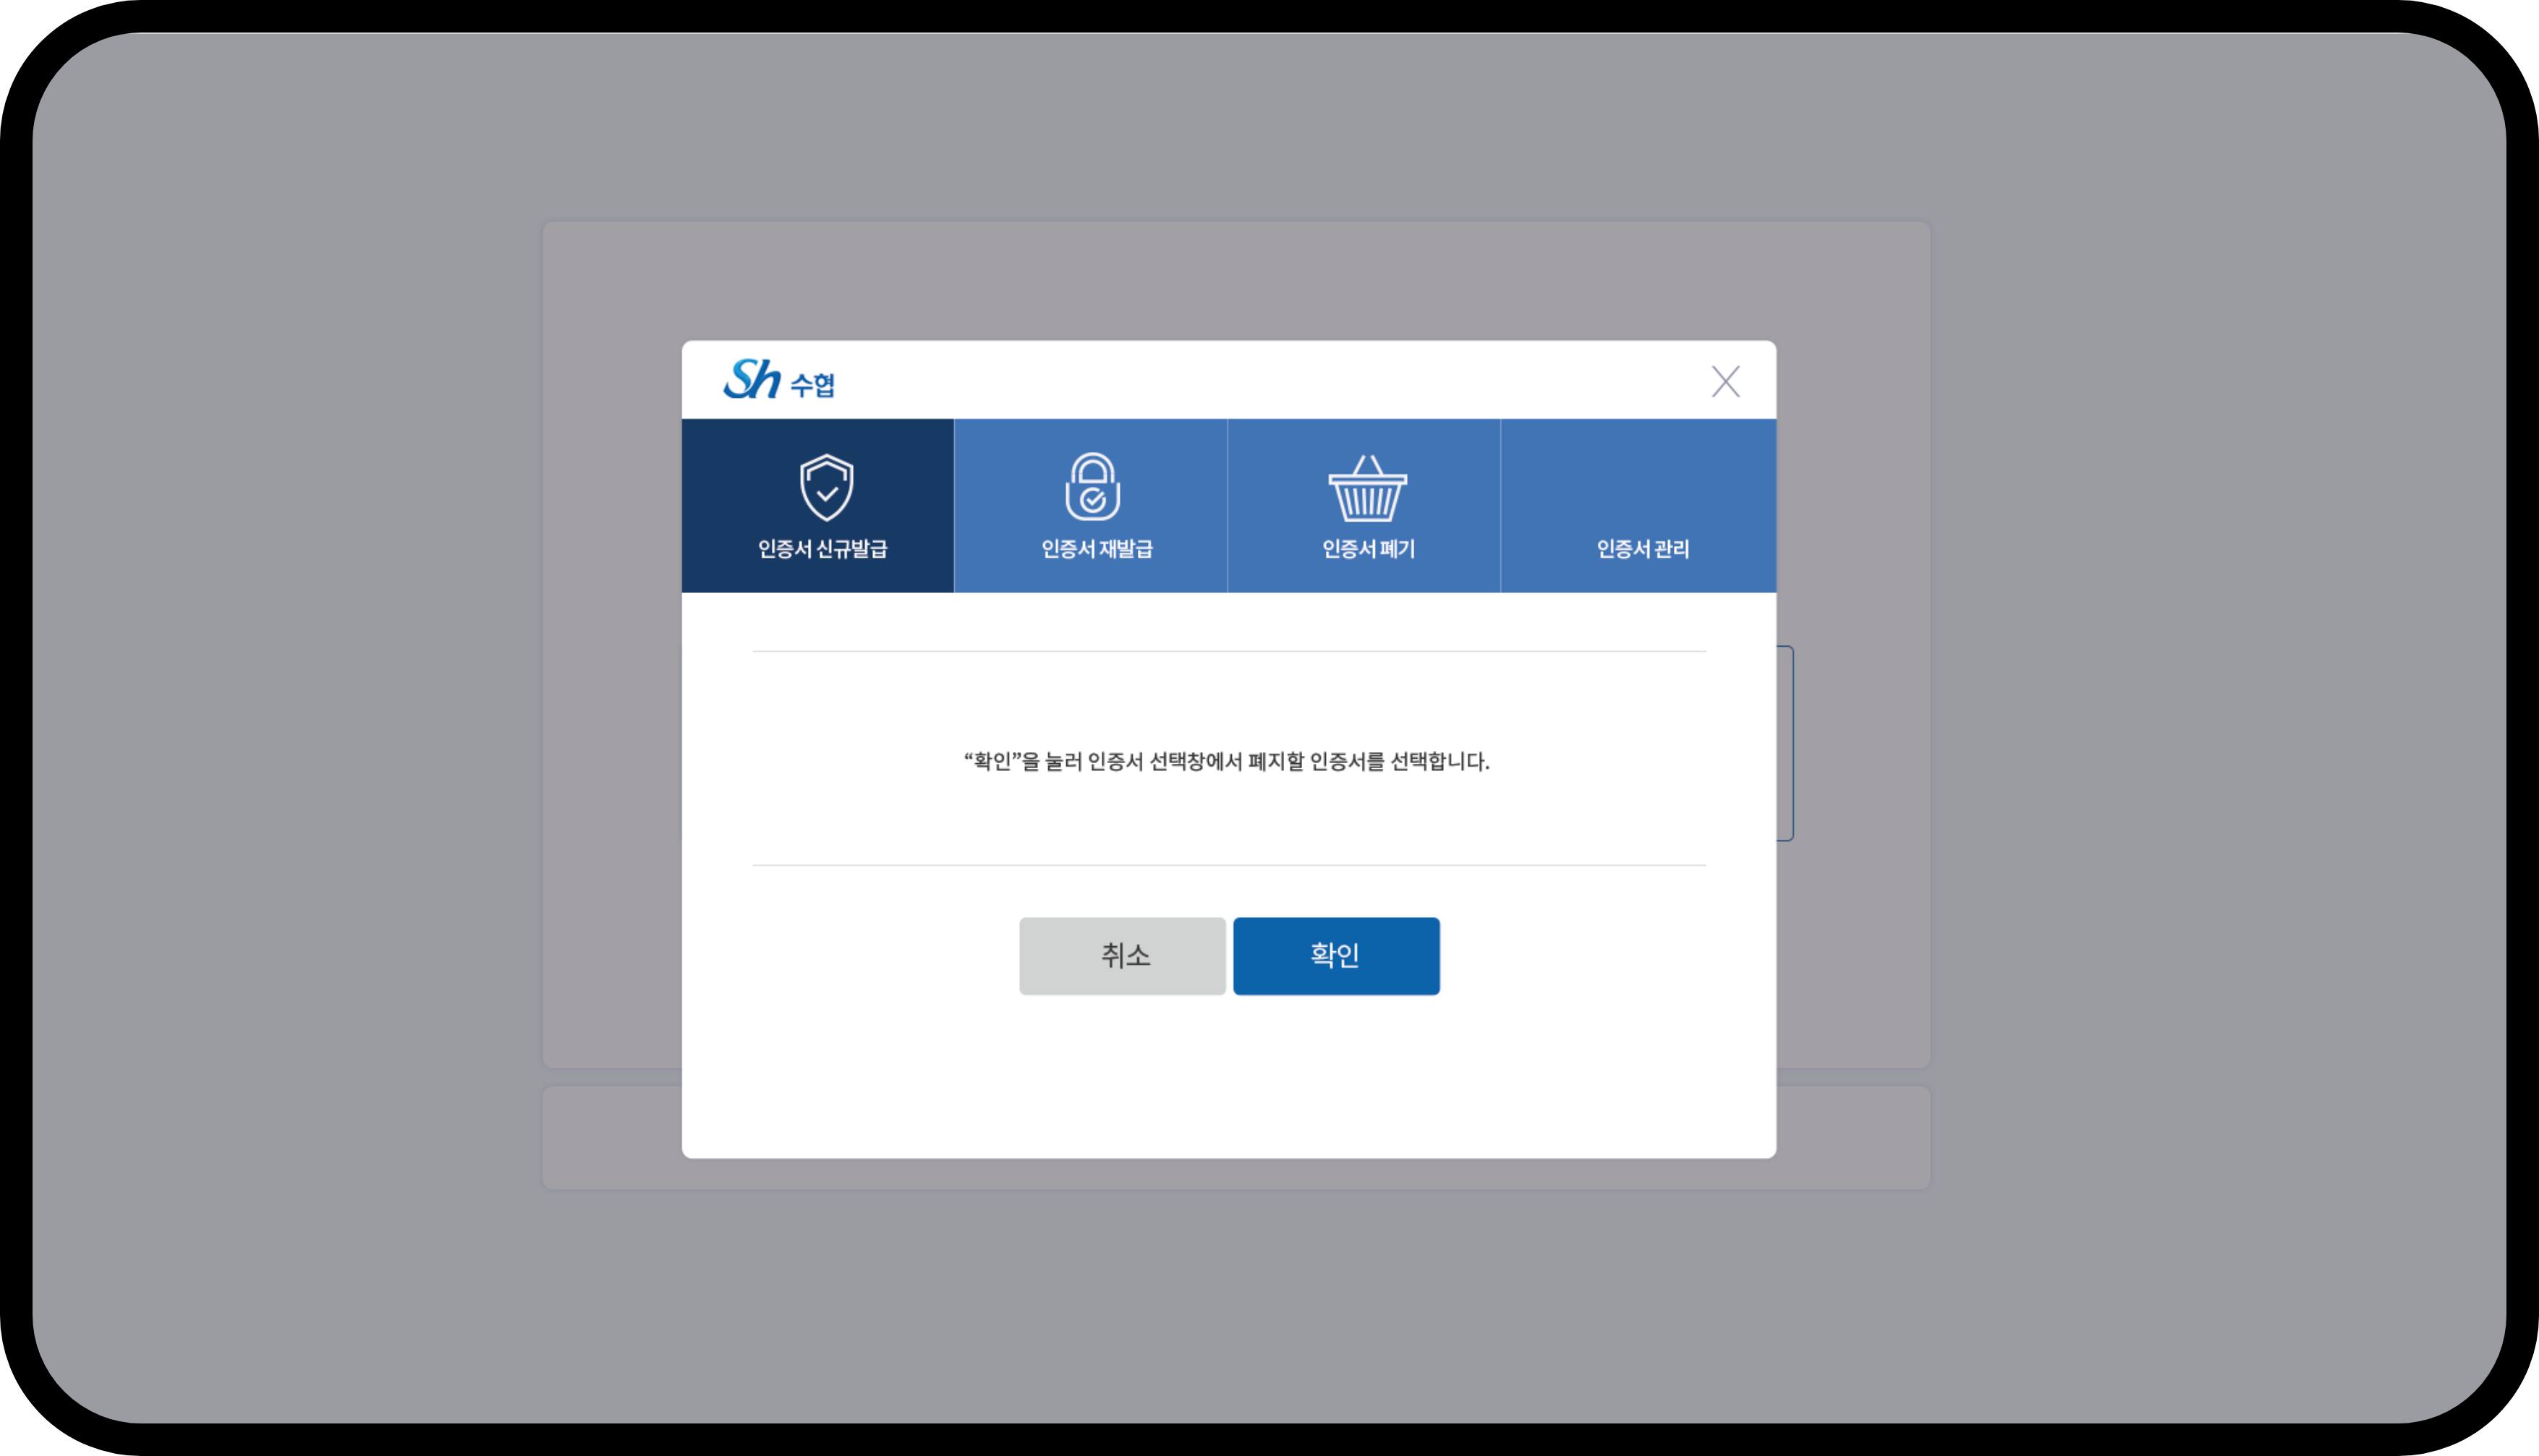 Sh 수협
인증서 신규발급
인증서 재발급
인증서 폐기
인증서 관리
“확인”을 눌러 인증서 선택창에서 폐지할 인증서를 선택합니다.
취소
확인